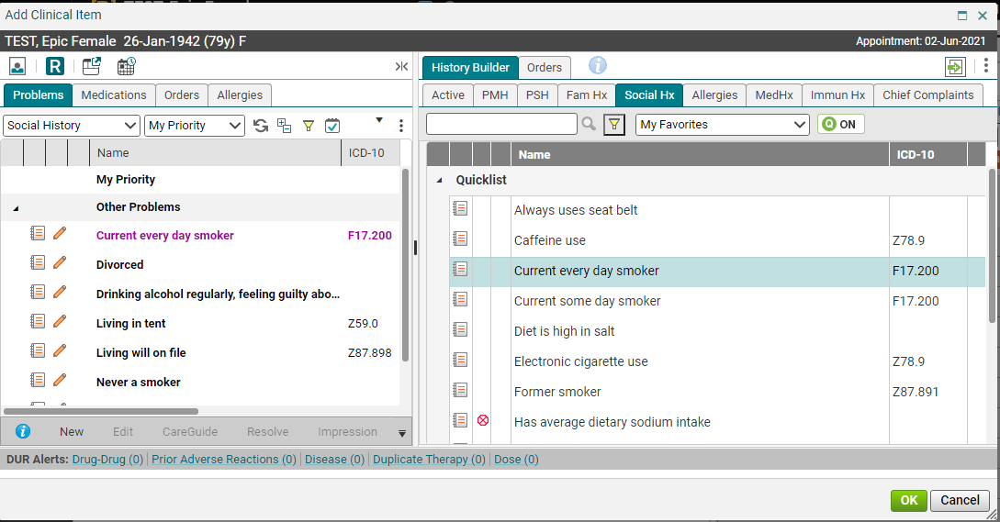 Add Clinical Item
TEST, Epic Female 26-Jan-1942 (79y) F
Appointment: 02-Jun-2021
R
Problems
Medications
Orders
Allergies
Social History
My Priority
Name
ICD-10
My Priority
Other Problems
Current every day smoker F17.200
Divorced
Drinking alcohol regularly, feeling guilty abo...
Living in tent Z59.0
Living will on file Z87.898
Never a smoker
New Edit CareGuide Resolve Impression
History Builder
Orders
Active
PMH
PSH
Fam Hx
Social Hx
Allergies
MedHx
Immun Hx
Chief Complaints
My Favorites
Q ON
Name
ICD-10
Quicklist
Always uses seat belt
Caffeine use Z78.9
Current every day smoker F17.200
Current some day smoker F17.200
Diet is high in salt
Electronic cigarette use Z78.9
Former smoker Z87.891
Has average dietary sodium intake
DUR Alerts: Drug-Drug (0) Prior Adverse Reactions (0) Disease (0) Duplicate Therapy (0) Dose (0)
OK
Cancel